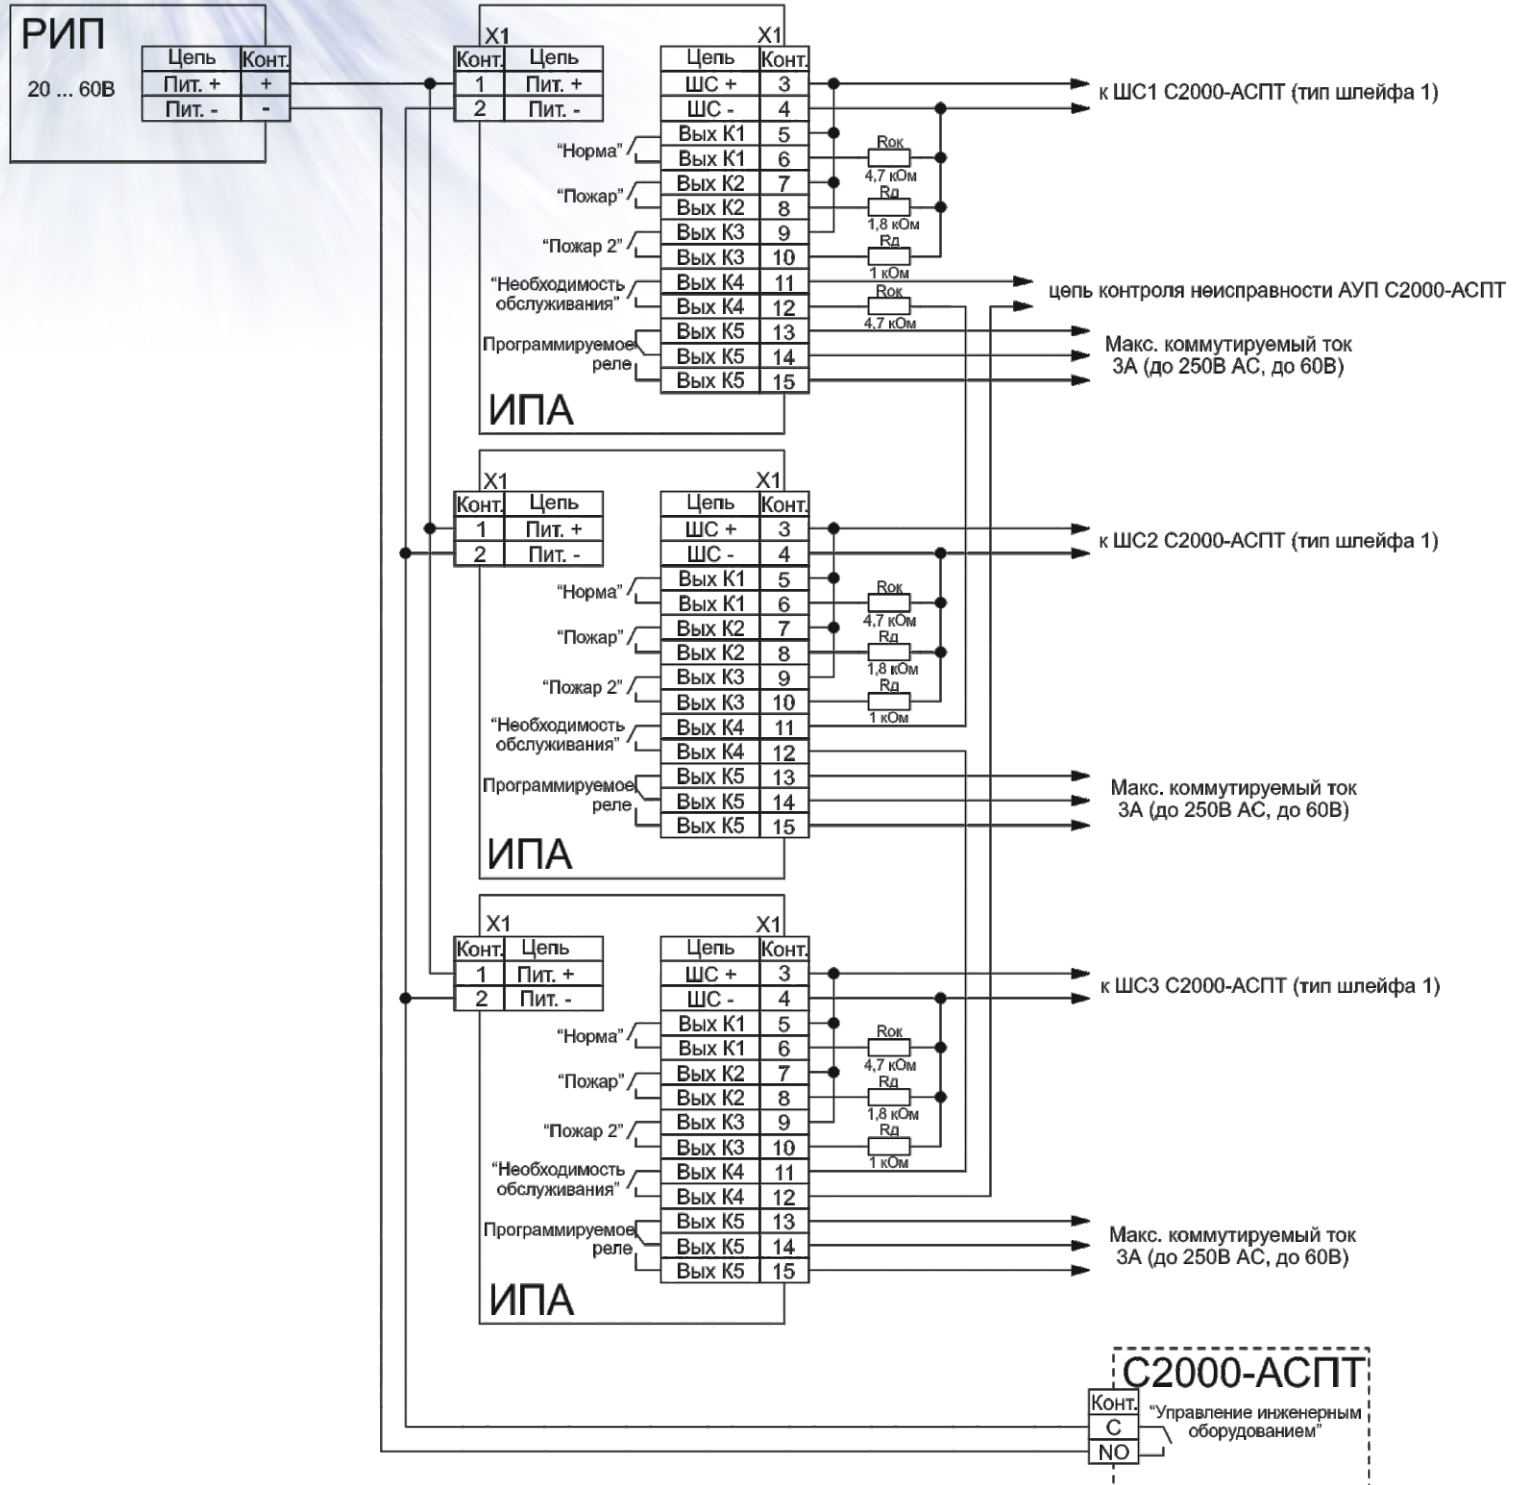 РИП
20 ... 60В
Цепь Конт.
Пит. + +
Пит. - -
X1
Конт. Цепь
1 Пит. +
2 Пит. -
X1
Цепь Конт.
ШС + 3
ШС - 4
Вых К1 5
Вых К1 6
Вых К2 7
Вых К2 8
Вых К3 9
Вых К3 10
Вых К4 11
Вых К4 12
Вых К5 13
Вых К5 14
Вых К5 15
“Норма”
“Пожар”
“Пожар 2”
“Необходимость
обслуживания”
Программируемое
реле
ИПА
Rок
4,7 кОм
Rд
1,8 кОм
Rд
1 кОм
Rок
4,7 кОм
к ШС1 С2000-АСПТ (тип шлейфа 1)
цепь контроля неисправности АУП С2000-АСПТ
Макс. коммутируемый ток
3А (до 250В АС, до 60В)
X1
Конт. Цепь
1 Пит. +
2 Пит. -
X1
Цепь Конт.
ШС + 3
ШС - 4
Вых К1 5
Вых К1 6
Вых К2 7
Вых К2 8
Вых К3 9
Вых К3 10
Вых К4 11
Вых К4 12
Вых К5 13
Вых К5 14
Вых К5 15
“Норма”
“Пожар”
“Пожар 2”
“Необходимость
обслуживания”
Программируемое
реле
ИПА
Rок
4,7 кОм
Rд
1,8 кОм
Rд
1 кОм
к ШС2 С2000-АСПТ (тип шлейфа 1)
Макс. коммутируемый ток
3А (до 250В АС, до 60В)
X1
Конт. Цепь
1 Пит. +
2 Пит. -
X1
Цепь Конт.
ШС + 3
ШС - 4
Вых К1 5
Вых К1 6
Вых К2 7
Вых К2 8
Вых К3 9
Вых К3 10
Вых К4 11
Вых К4 12
Вых К5 13
Вых К5 14
Вых К5 15
“Норма”
“Пожар”
“Пожар 2”
“Необходимость
обслуживания”
Программируемое
реле
ИПА
Rок
4,7 кОм
Rд
1,8 кОм
Rд
1 кОм
к ШС3 С2000-АСПТ (тип шлейфа 1)
Макс. коммутируемый ток
3А (до 250В АС, до 60В)
С2000-АСПТ
Конт.
C
NO
“Управление инженерным
оборудованием”